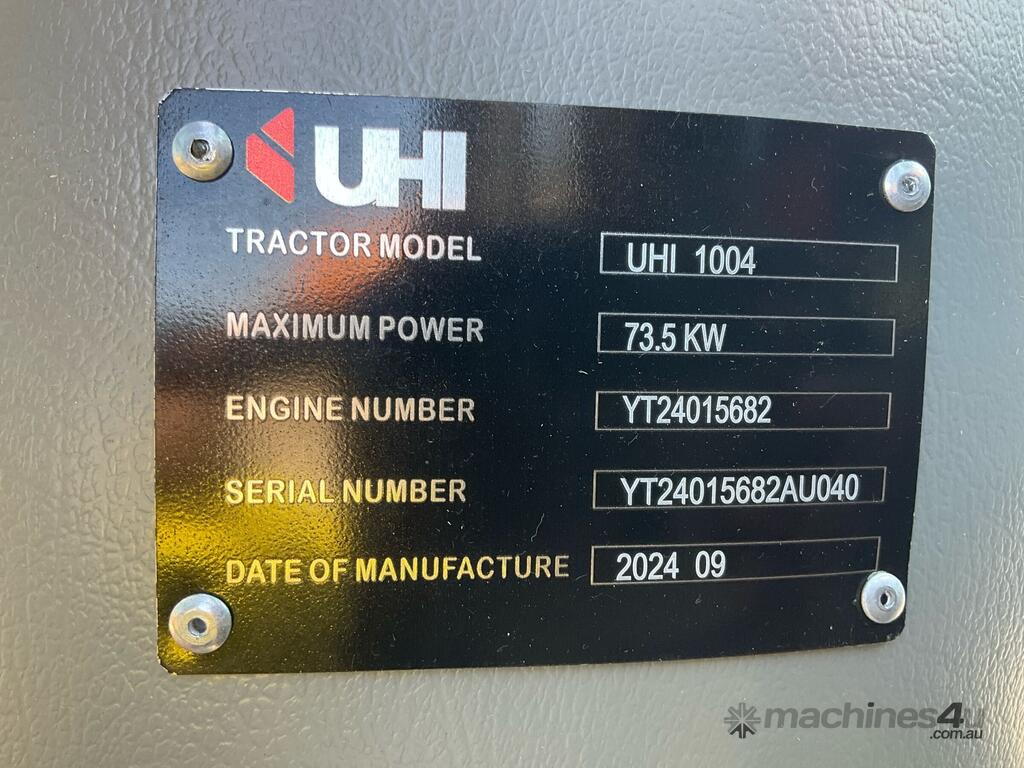 UHI
TRACTOR MODEL UHI 1004
MAXIMUM POWER 73.5 KW
ENGINE NUMBER YT24015682
SERIAL NUMBER YT24015682AU040
DATE OF MANUFACTURE 2024 09
machines4u
.com.au